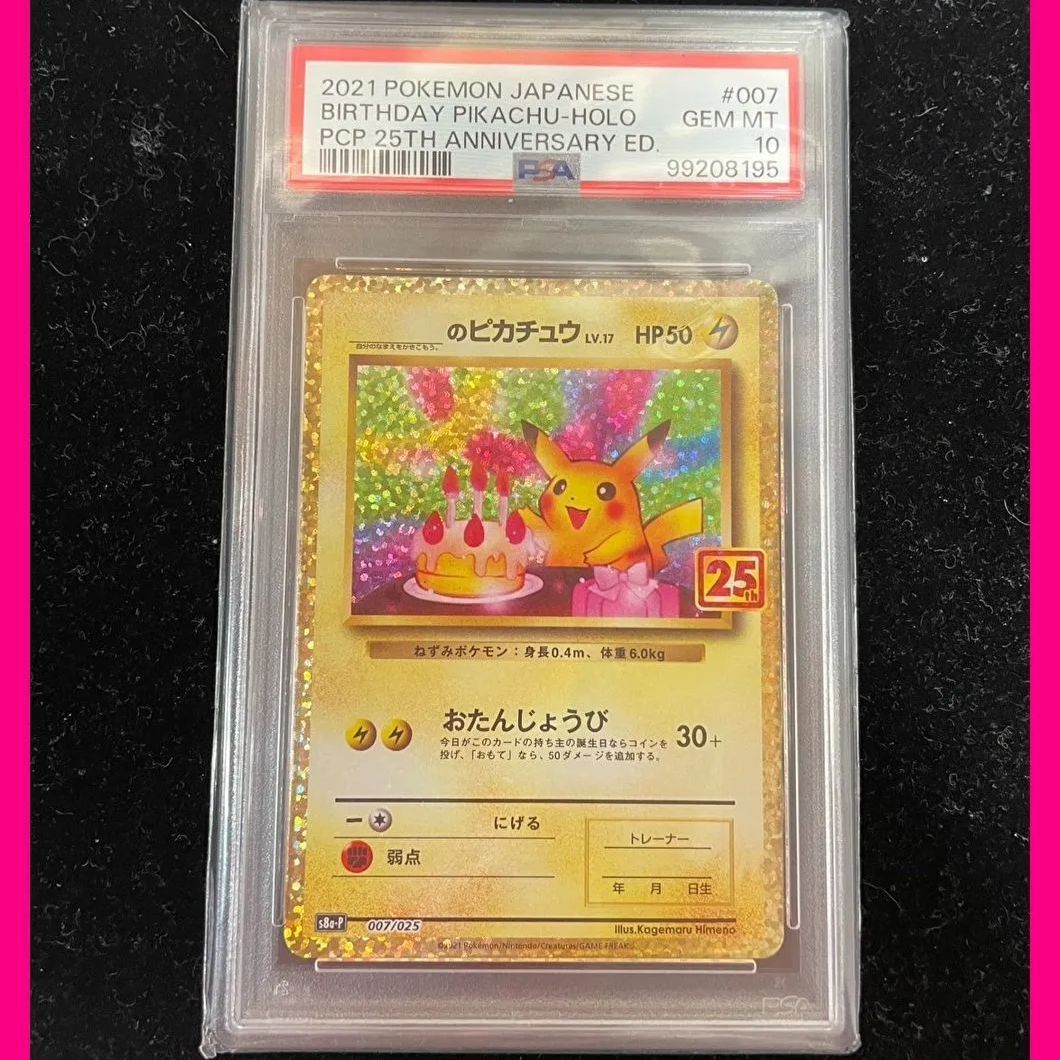 2021 POKEMON JAPANESE #007
BIRTHDAY PIKACHU-HOLO GEM MT
PCP 25TH ANNIVERSARY ED. 10
PSA 99208195
のピカチュウ LV.17 HP50
自分のなまえをかきこもう。
25th
ねずみポケモン：身長0.4m、体重6.0kg
おたんじょうび 30+
今日がこのカードの持ち主の誕生日ならコインを
投げ、「おもて」なら、50ダメージを追加する。
にげる
トレーナー
弱点
年 月 日生
s8a-P 007/025
Illus.Kagemaru Himeno
©2021 Pokémon/Nintendo/Creatures/GAME FREAK.
PSA